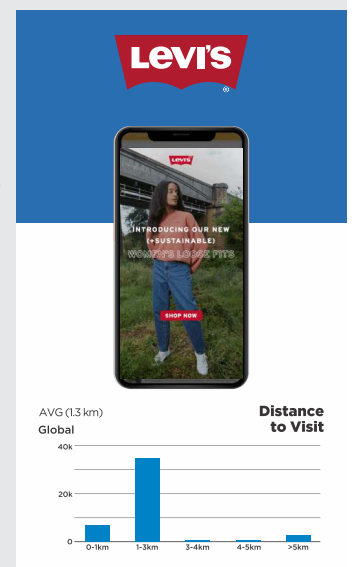 LEVI'S
®
LEVI'S
INTRODUCING OUR NEW
(+SUSTAINABLE)
WOMEN'S LOOSE FITS
SHOP NOW
AVG (1.3 km)
Distance
to Visit
Global
40k
20k
0
0-1km 1-3km 3-4km 4-5km >5km